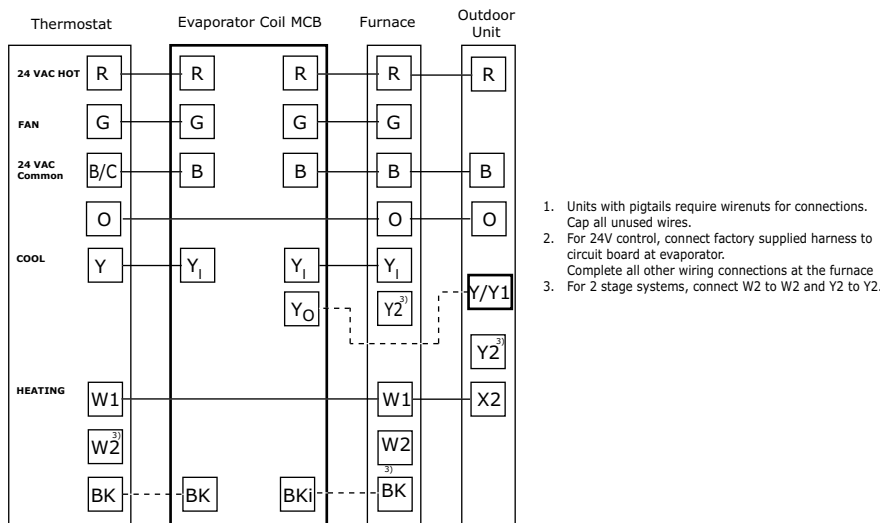 Thermostat Evaporator Coil MCB Furnace Outdoor
Unit
24 VAC HOT R R R R R
FAN G G G G
24 VAC
Common B/C B B B B
O O O
COOL Y YI YI YI
YO Y2 3) Y/Y1
Y2 3)
HEATING W1 W1 X2
W2 3) W2
3)
BK BK BKi BK
1. Units with pigtails require wirenuts for connections.
Cap all unused wires.
2. For 24V control, connect factory supplied harness to
circuit board at evaporator.
Complete all other wiring connections at the furnace
3. For 2 stage systems, connect W2 to W2 and Y2 to Y2.